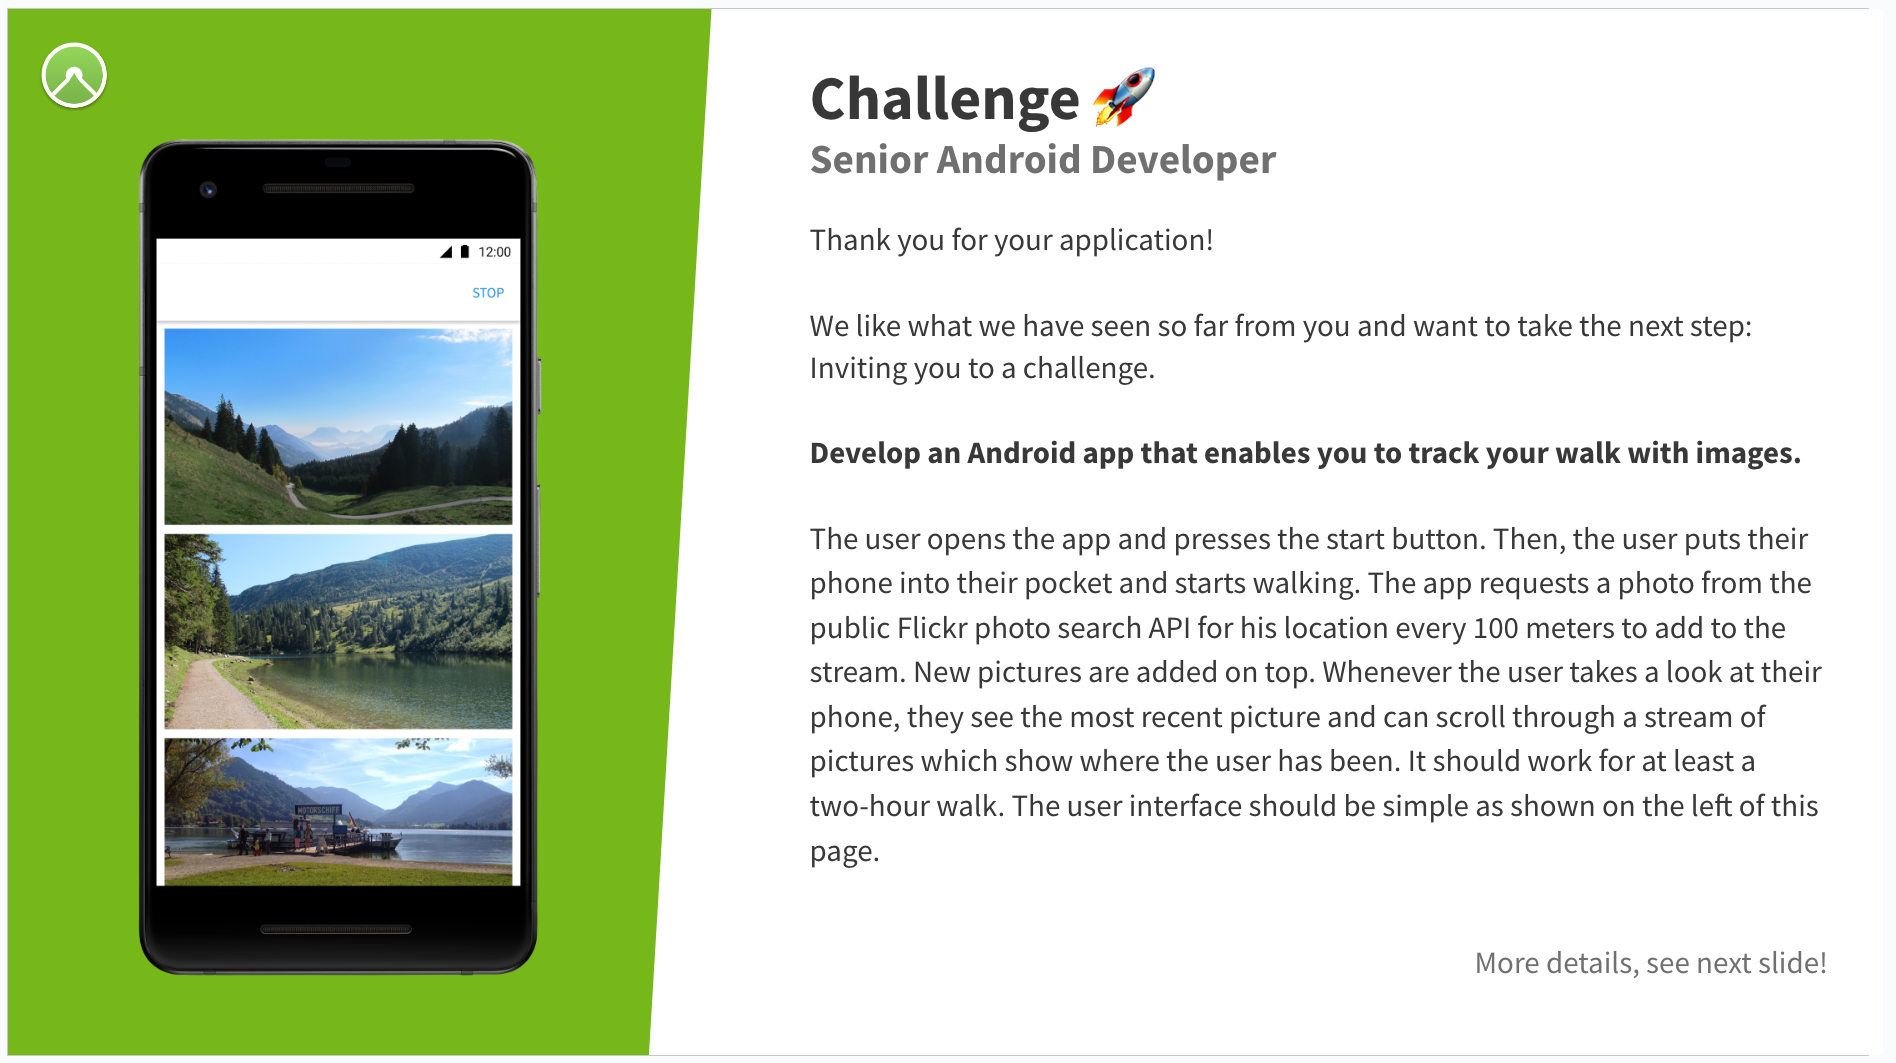 12:00
STOP
MOTORSCHIFF
Challenge 🚀
Senior Android Developer
Thank you for your application!
We like what we have seen so far from you and want to take the next step:
Inviting you to a challenge.
Develop an Android app that enables you to track your walk with images.
The user opens the app and presses the start button. Then, the user puts their
phone into their pocket and starts walking. The app requests a photo from the
public Flickr photo search API for his location every 100 meters to add to the
stream. New pictures are added on top. Whenever the user takes a look at their
phone, they see the most recent picture and can scroll through a stream of
pictures which show where the user has been. It should work for at least a
two-hour walk. The user interface should be simple as shown on the left of this
page.
More details, see next slide!